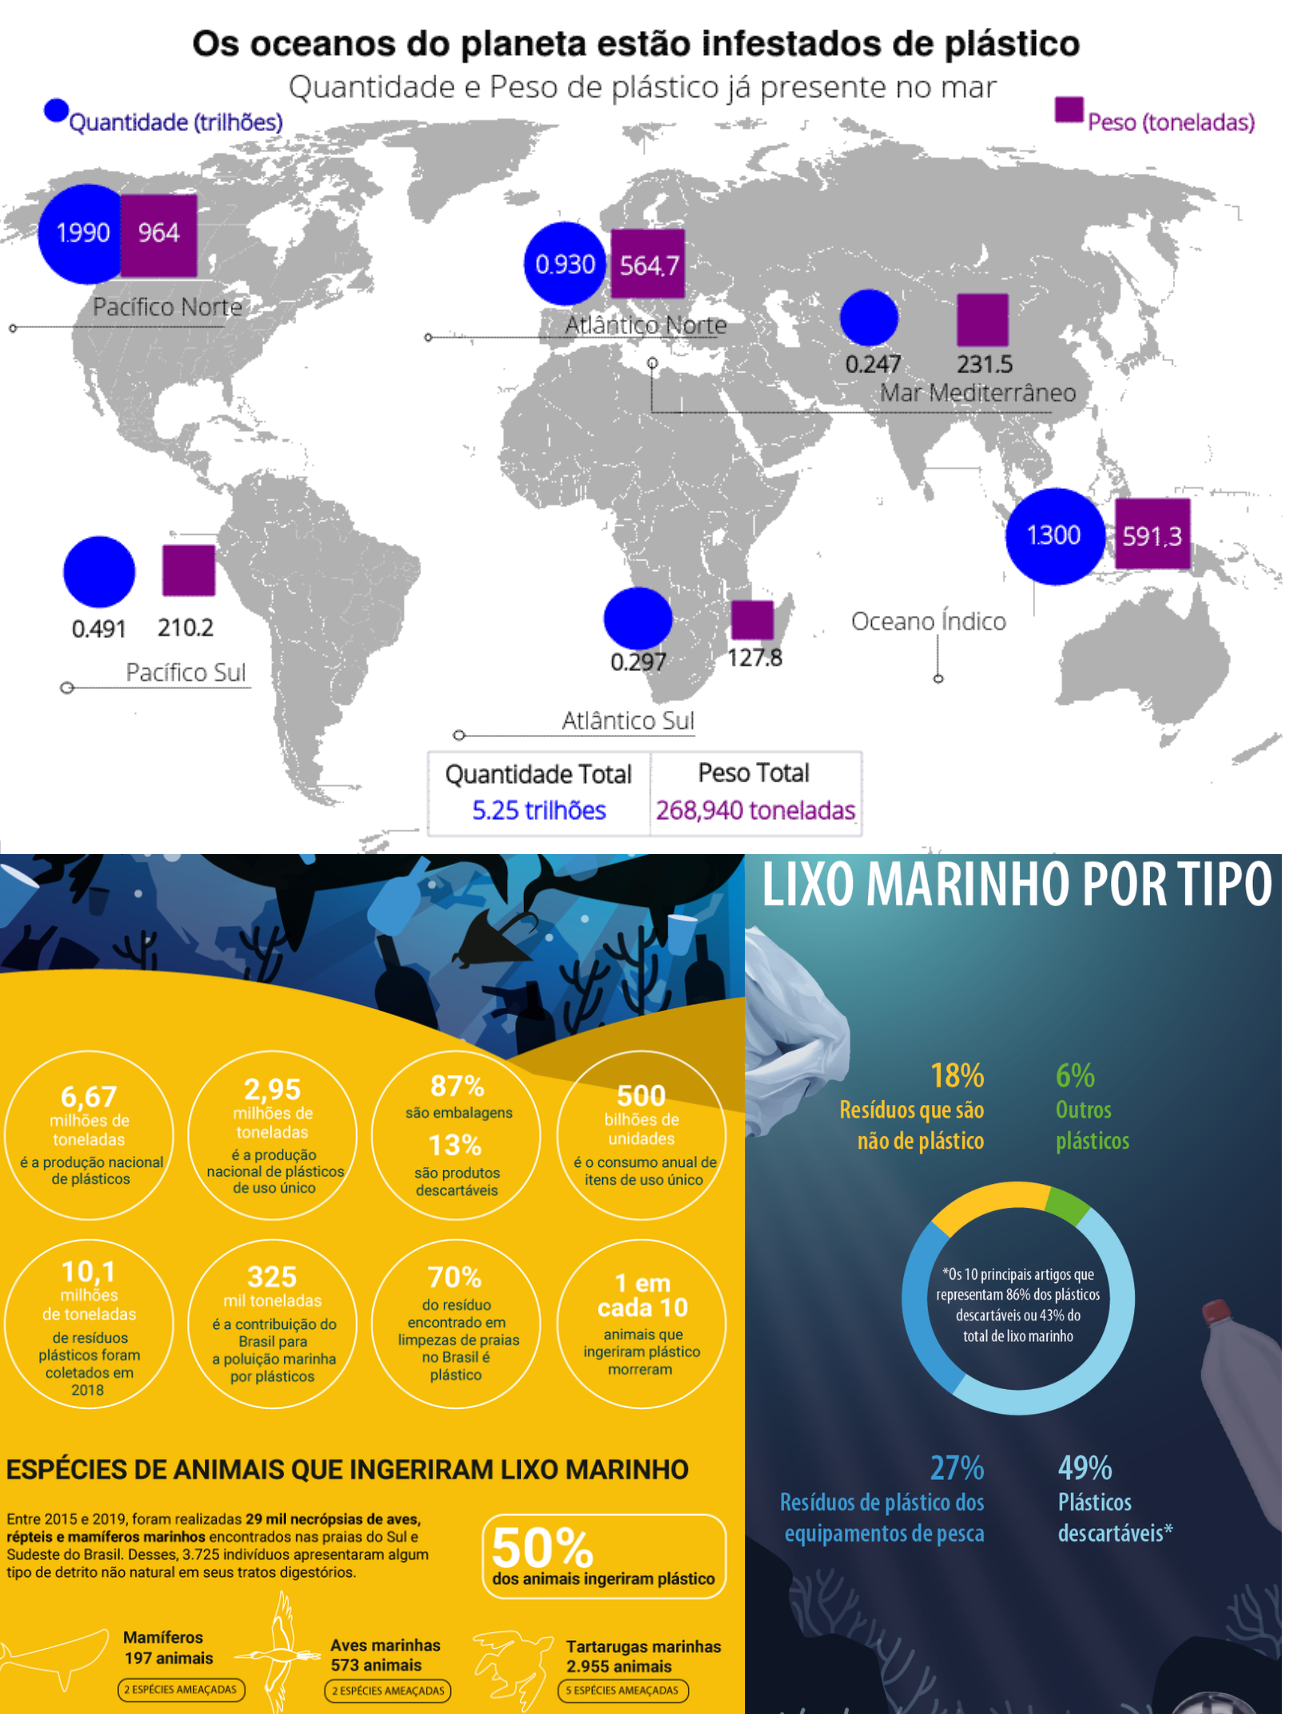 Os oceanos do planeta estão infestados de plástico
Quantidade e Peso de plástico já presente no mar
Quantidade (trilhões)
Peso (toneladas)
1.990
964
Pacífico Norte
0.930
564,7
Atlântico Norte
0.247
231.5
Mar Mediterrâneo
1300
591,3
Oceano Índico
0.491
210.2
Pacífico Sul
0.297
127.8
Atlântico Sul
Quantidade Total
5.25 trilhões
Peso Total
268,940 toneladas
6,67
milhões de
toneladas
é a produção nacional
de plásticos
2,95
milhões de
toneladas
é a produção
nacional de plásticos
de uso único
87%
são embalagens
13%
são produtos
descartáveis
500
bilhões de
unidades
é o consumo anual de
itens de uso único
10,1
milhões
de toneladas
de resíduos
plásticos foram
coletados em
2018
325
mil toneladas
é a contribuição do
Brasil para
a poluição marinha
por plásticos
70%
do resíduo
encontrado em
limpezas de praias
no Brasil é
plástico
1 em
cada 10
animais que
ingeriram plástico
morreram
ESPÉCIES DE ANIMAIS QUE INGERIRAM LIXO MARINHO
Entre 2015 e 2019, foram realizadas 29 mil necrópsias de aves,
répteis e mamíferos marinhos encontrados nas praias do Sul e
Sudeste do Brasil. Desses, 3.725 indivíduos apresentaram algum
tipo de detrito não natural em seus tratos digestórios.
50%
dos animais ingeriram plástico
Mamíferos
197 animais
2 ESPÉCIES AMEAÇADAS
Aves marinhas
573 animais
2 ESPÉCIES AMEAÇADAS
Tartarugas marinhas
2.955 animais
5 ESPÉCIES AMEAÇADAS
LIXO MARINHO POR TIPO
18%
Resíduos que são
não de plástico
6%
Outros
plásticos
*Os 10 principais artigos que
representam 86% dos plásticos
descartáveis ou 43% do
total de lixo marinho
27%
Resíduos de plástico dos
equipamentos de pesca
49%
Plásticos
descartáveis*